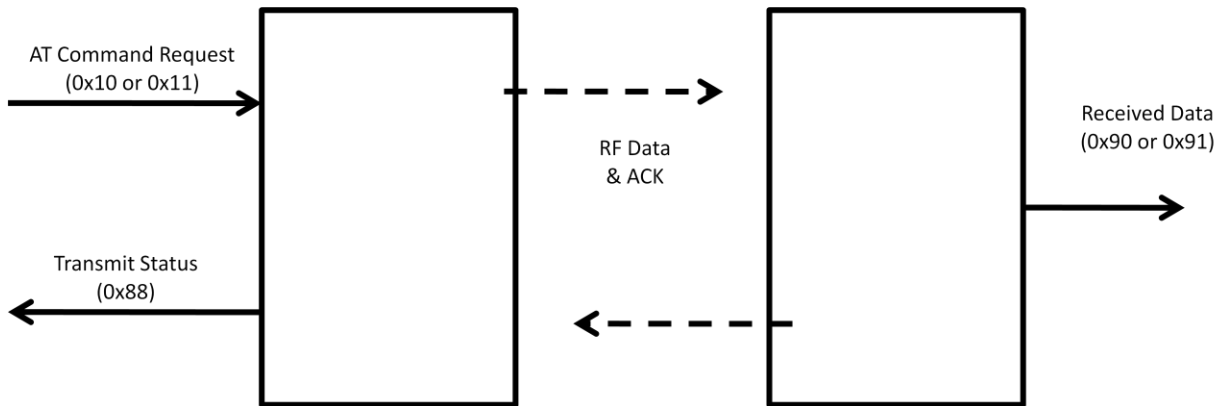 AT Command Request
(0x10 or 0x11)
RF Data
& ACK
Received Data
(0x90 or 0x91)
Transmit Status
(0x88)